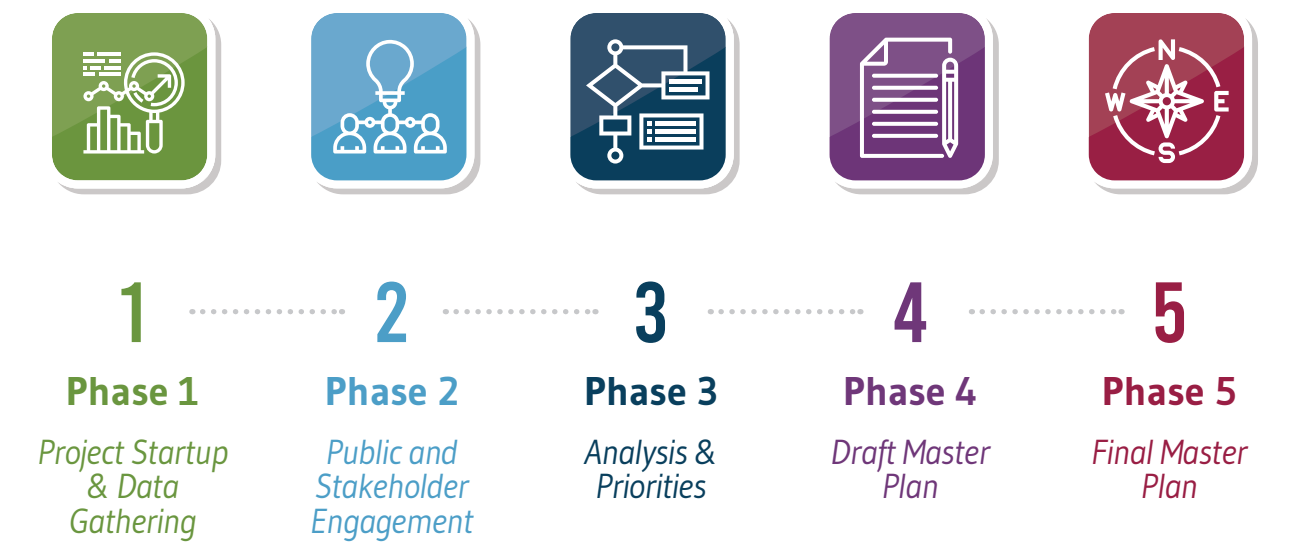 N
W E
S
1 2 3 4 5
Phase 1
Project Startup
& Data
Gathering
Phase 2
Public and
Stakeholder
Engagement
Phase 3
Analysis &
Priorities
Phase 4
Draft Master
Plan
Phase 5
Final Master
Plan